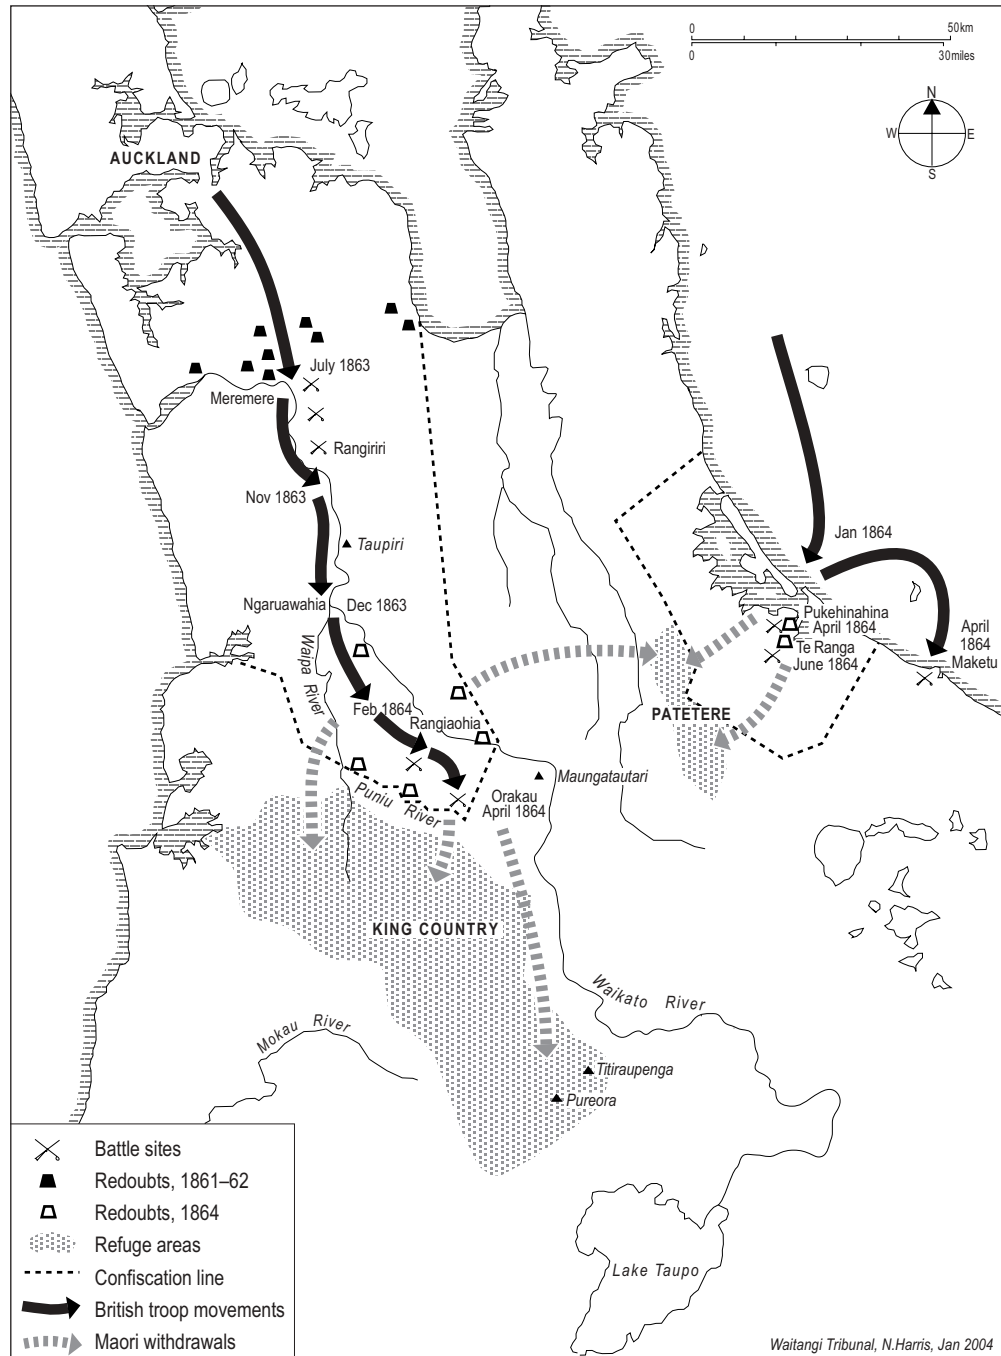 0 50km
0 30miles
N
W E
S
AUCKLAND
July 1863
Meremere
Rangiriri
Nov 1863
Taupiri
Jan 1864
Ngaruawahia
Dec 1863
Pukehinahina
April 1864
Te Ranga
June 1864
April
1864
Maketu
Waipa River
Feb 1864
Rangiaohia
PATETERE
Maungatautari
Puniu River
Orakau
April 1864
KING COUNTRY
Waikato River
Mokau River
Titiraupenga
Pureora
Lake Taupo
Battle sites
Redoubts, 1861–62
Redoubts, 1864
Refuge areas
Confiscation line
British troop movements
Maori withdrawals
Waitangi Tribunal, N.Harris, Jan 2004